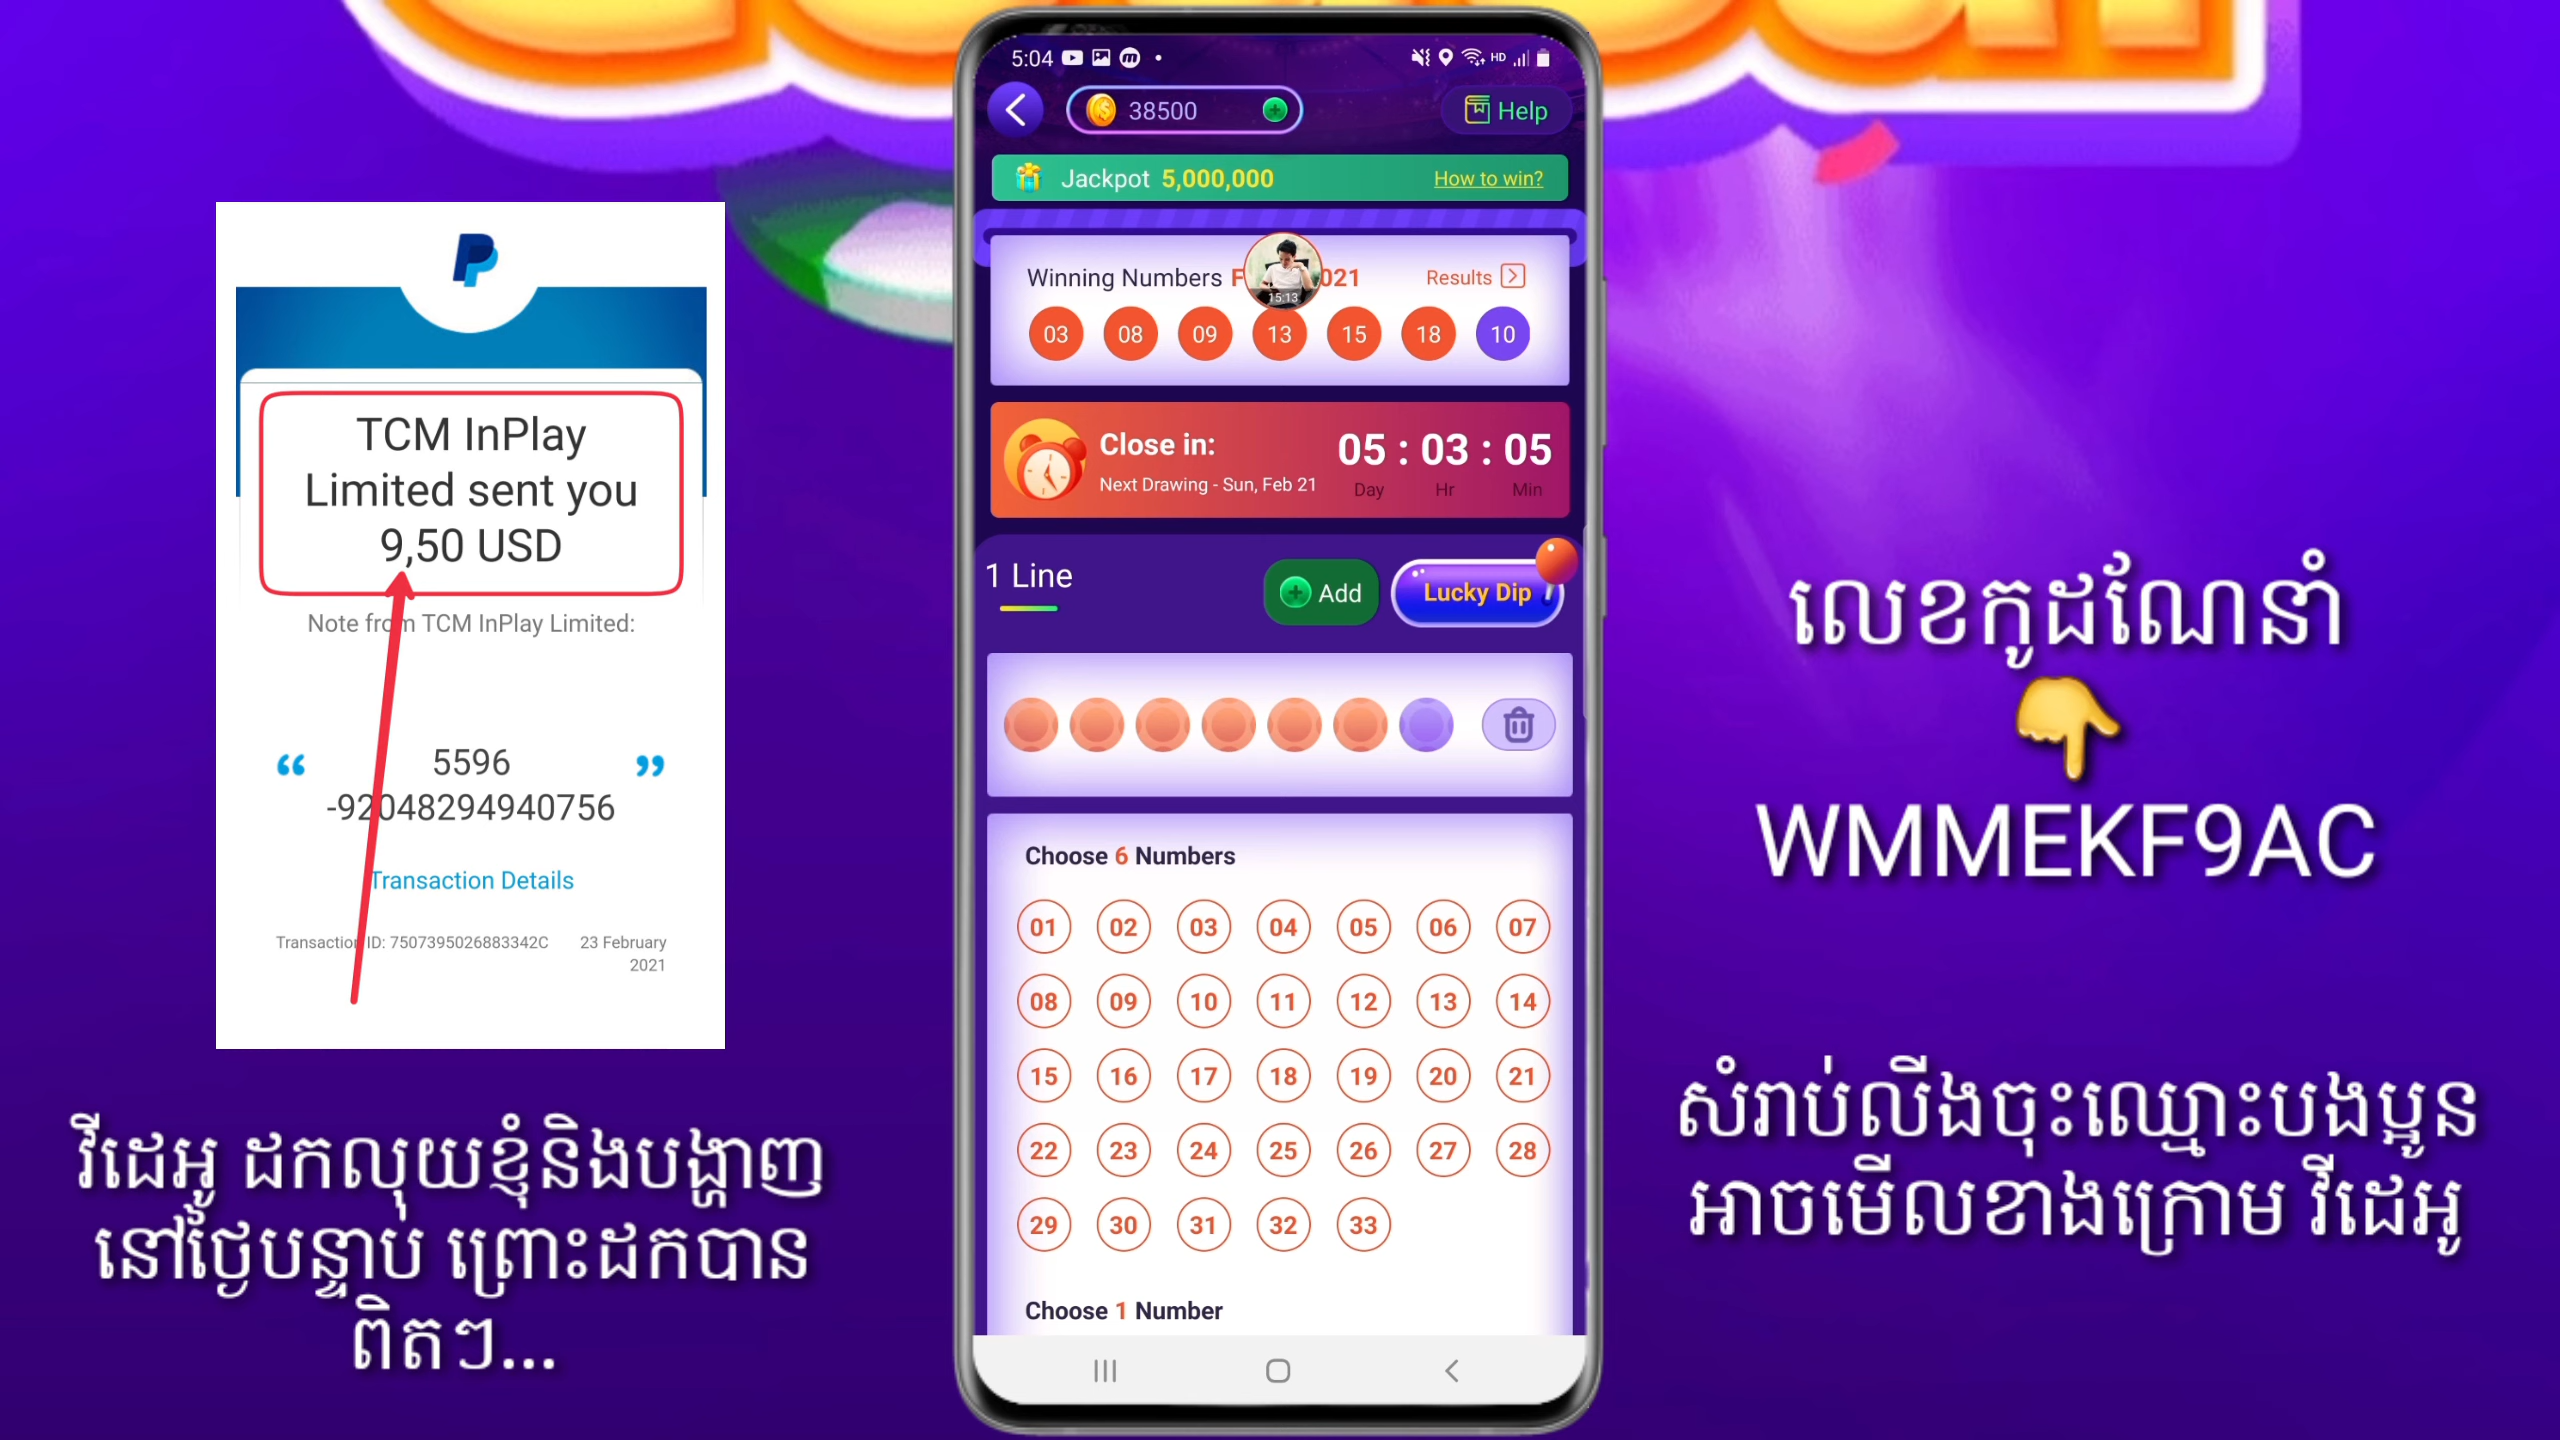 TCM InPlay
Limited sent you
9,50 USD
Note from TCM InPlay Limited:
“ 5596 ”
-92048294940756
Transaction Details
Transaction ID: 7507395026883342C 23 February
2021
វីដេអូ ដកលុយខ្ញុំនិងបង្ហាញ
នៅថ្ងៃបន្ទាប់ ព្រោះដកបាន
ពិតៗ...
5:04 HD
38500 Help
Jackpot 5,000,000 How to win?
Winning Numbers F 021 Results
15:13
03 08 09 13 15 18 10
Close in: 05 : 03 : 05
Next Drawing - Sun, Feb 21 Day Hr Min
1 Line Add Lucky Dip
Choose 6 Numbers
01 02 03 04 05 06 07
08 09 10 11 12 13 14
15 16 17 18 19 20 21
22 23 24 25 26 27 28
29 30 31 32 33
Choose 1 Number
លេខកូដណែនាំ
WMMEKF9AC
សំរាប់លីងចុះឈ្មោះបងប្អូន
អាចមើលខាងក្រោម វីដេអូ